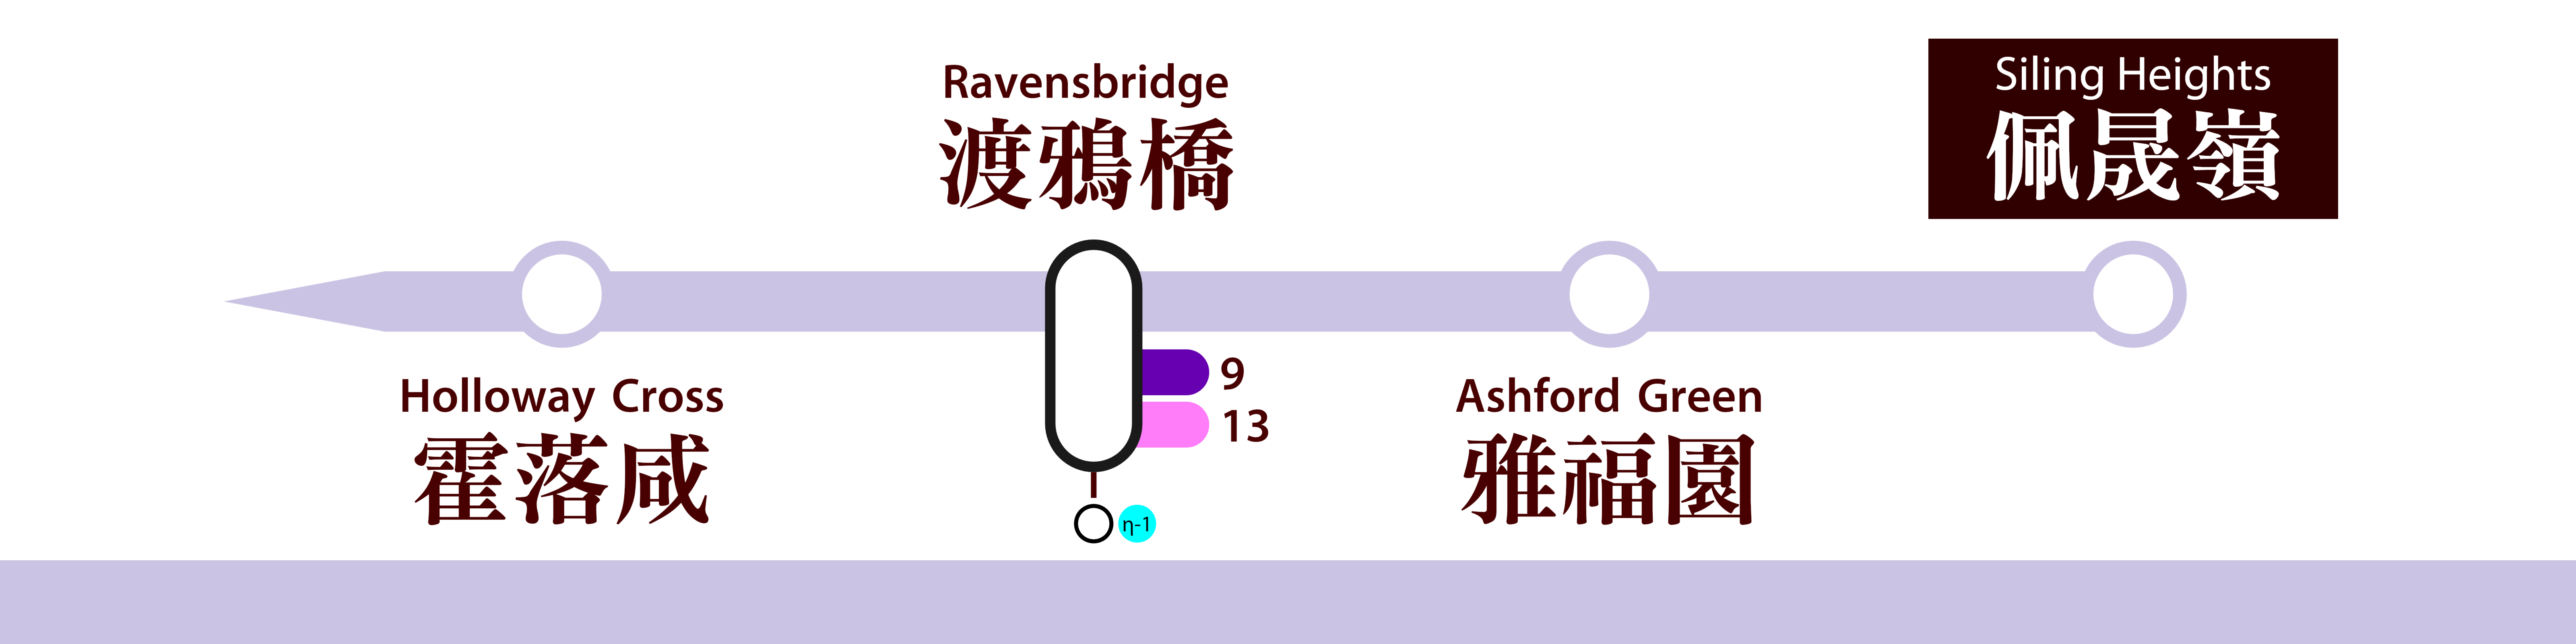 Ravensbridge
渡鴉橋
Siling Heights
佩晟嶺
9
13
Holloway Cross
霍落咸
Ashford Green
雅福園
η-1